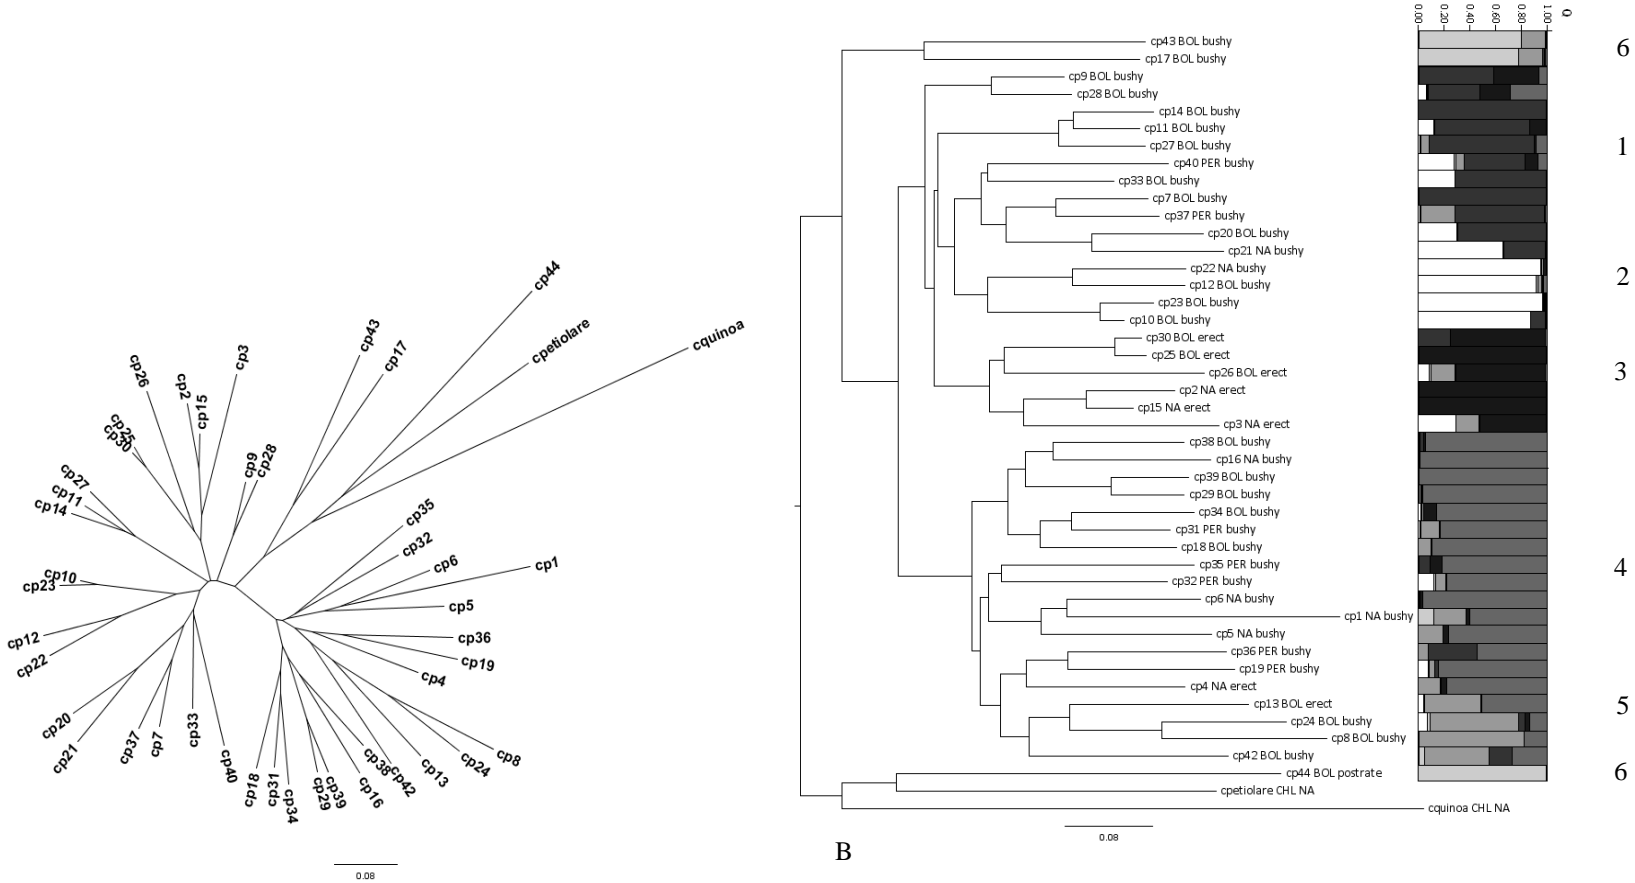 cp44
cp43
cpetiolare
cquinoa
cp17
cp3
cp26
cp2
cp15
cp25
cp30
cp9
cp28
cp27
cp11
cp14
cp35
cp32
cp6
cp1
cp10
cp23
cp5
cp12
cp22
cp36
cp19
cp4
cp20
cp21
cp37
cp7
cp33
cp40
cp18
cp31
cp34
cp29
cp39
cp16
cp38
cp42
cp13
cp24
cp8
0.08
cp43 BOL bushy
cp17 BOL bushy
cp9 BOL bushy
cp28 BOL bushy
cp14 BOL bushy
cp11 BOL bushy
cp27 BOL bushy
cp40 PER bushy
cp33 BOL bushy
cp7 BOL bushy
cp37 PER bushy
cp20 BOL bushy
cp21 NA bushy
cp22 NA bushy
cp12 BOL bushy
cp23 BOL bushy
cp10 BOL bushy
cp30 BOL erect
cp25 BOL erect
cp26 BOL erect
cp2 NA erect
cp15 NA erect
cp3 NA erect
cp38 BOL bushy
cp16 NA bushy
cp39 BOL bushy
cp29 BOL bushy
cp34 BOL bushy
cp31 PER bushy
cp18 BOL bushy
cp35 PER bushy
cp32 PER bushy
cp6 NA bushy
cp1 NA bushy
cp5 NA bushy
cp36 PER bushy
cp19 PER bushy
cp4 NA erect
cp13 BOL erect
cp24 BOL bushy
cp8 BOL bushy
cp42 BOL bushy
cp44 BOL postrate
cpetiolare CHL NA
cquinoa CHL NA
0.08
B
0.00
0.20
0.40
0.60
0.80
1.00
Q
6
1
2
3
4
5
6